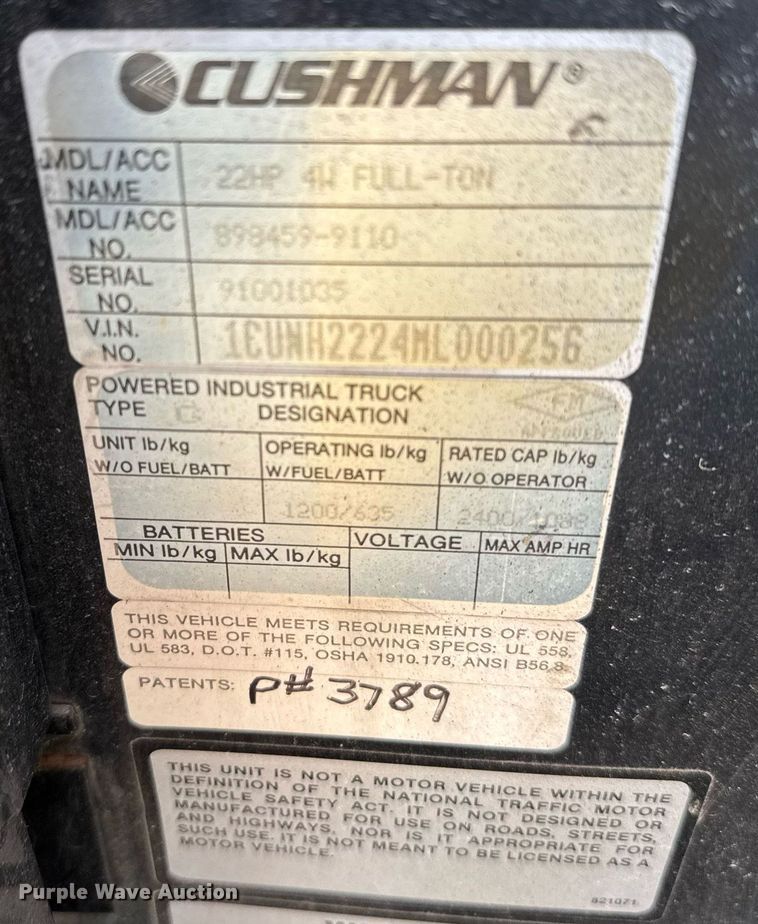 CUSHMAN®
MDL/ACC NAME 22HP 4W FULL-TON
MDL/ACC NO. 898459-9110
SERIAL NO. 91001035
V.I.N. NO. 1CUNH2224ML000256
POWERED INDUSTRIAL TRUCK
TYPE G DESIGNATION
FM
APPROVED
UNIT lb/kg
W/O FUEL/BATT
OPERATING lb/kg
W/FUEL/BATT
RATED CAP lb/kg
W/O OPERATOR
1200/635
2400/1088
BATTERIES
MIN lb/kg
MAX lb/kg
VOLTAGE
MAX AMP HR
THIS VEHICLE MEETS REQUIREMENTS OF ONE
OR MORE OF THE FOLLOWING SPECS: UL 558,
UL 583, D.O.T. #115, OSHA 1910.178, ANSI B56.8
PATENTS: P# 3789
THIS UNIT IS NOT A MOTOR VEHICLE WITHIN THE
DEFINITION OF THE NATIONAL TRAFFIC MOTOR
VEHICLE SAFETY ACT. IT IS NOT DESIGNED OR
MANUFACTURED FOR USE ON ROADS, STREETS,
AND HIGHWAYS, NOR IS IT APPROPRIATE FOR
SUCH USE. IT IS NOT MEANT TO BE LICENSED AS A
MOTOR VEHICLE.
821071
Purple Wave Auction